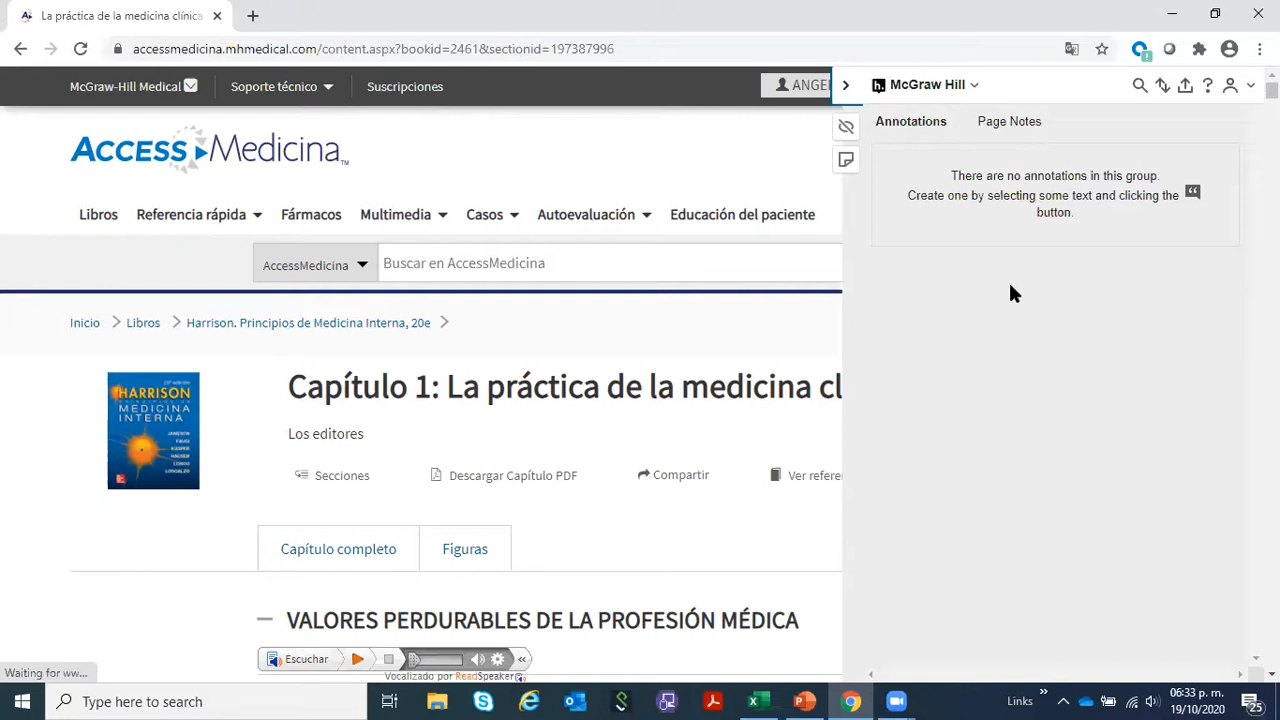 La práctica de la medicina clínica
accessmedicina.mhmedical.com/content.aspx?bookid=2461&sectionid=197387996
McGraw-Hill Medical
Soporte técnico
Suscripciones
ANGE
McGraw Hill
Annotations
Page Notes
There are no annotations in this group.
Create one by selecting some text and clicking the
button.
ACCESS Medicina™
Libros
Referencia rápida
Fármacos
Multimedia
Casos
Autoevaluación
Educación del paciente
AccessMedicina
Buscar en AccessMedicina
Inicio
Libros
Harrison. Principios de Medicina Interna, 20e
HARRISON
MEDICINA
INTERNA
Capítulo 1: La práctica de la medicina cl
Los editores
Secciones
Descargar Capítulo PDF
Compartir
Ver refere
Capítulo completo
Figuras
VALORES PERDURABLES DE LA PROFESIÓN MÉDICA
Escuchar
Vocalizado por ReadSpeaker
Waiting for ww...
Type here to search
Links
06:33 p. m.
19/10/2020
25